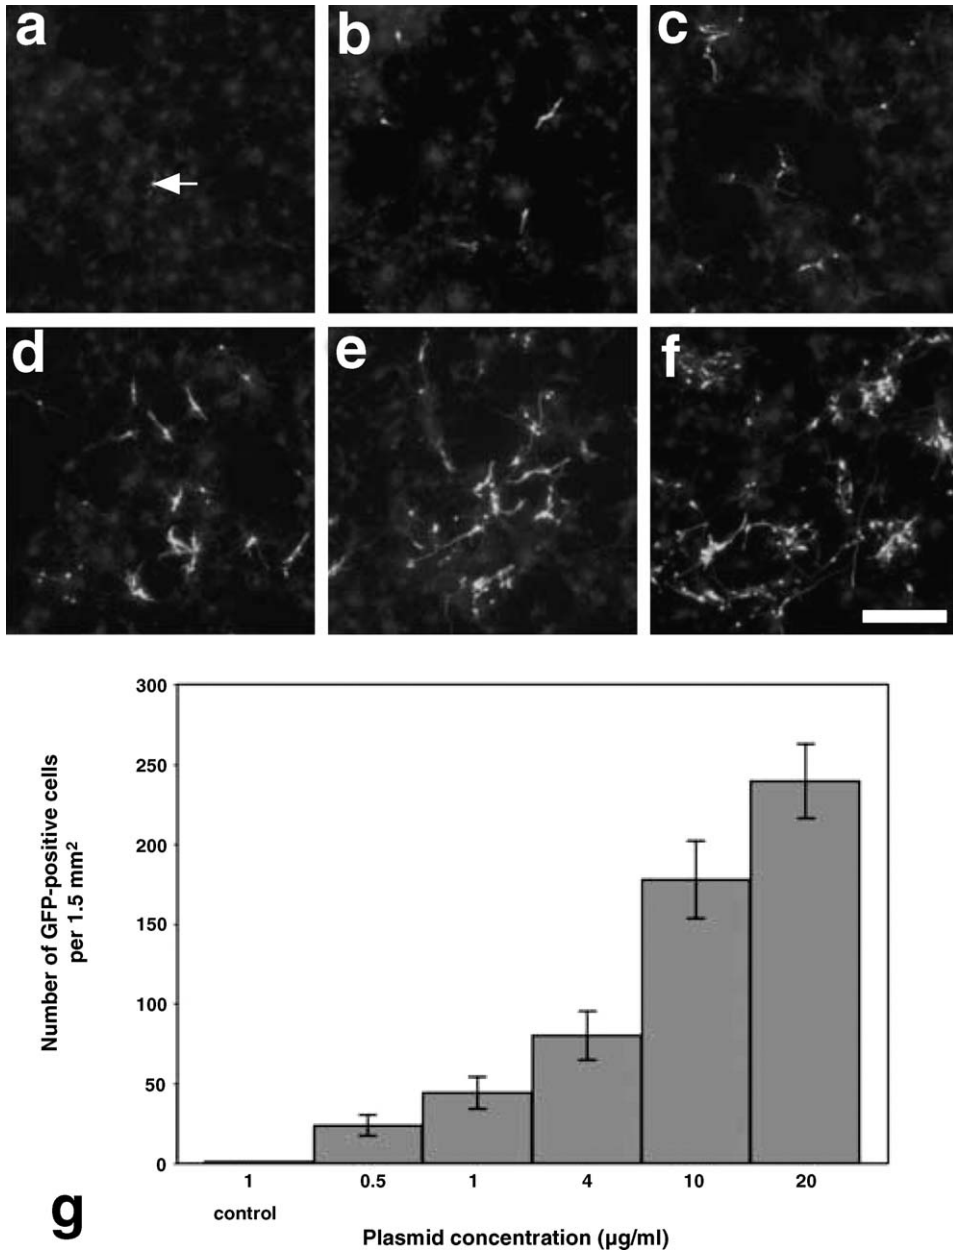 a
b
c
d
e
f
300
250
200
150
100
50
0
Number of GFP-positive cells
per 1.5 mm²
1 0.5 1 4 10 20
control
Plasmid concentration (µg/ml)
g